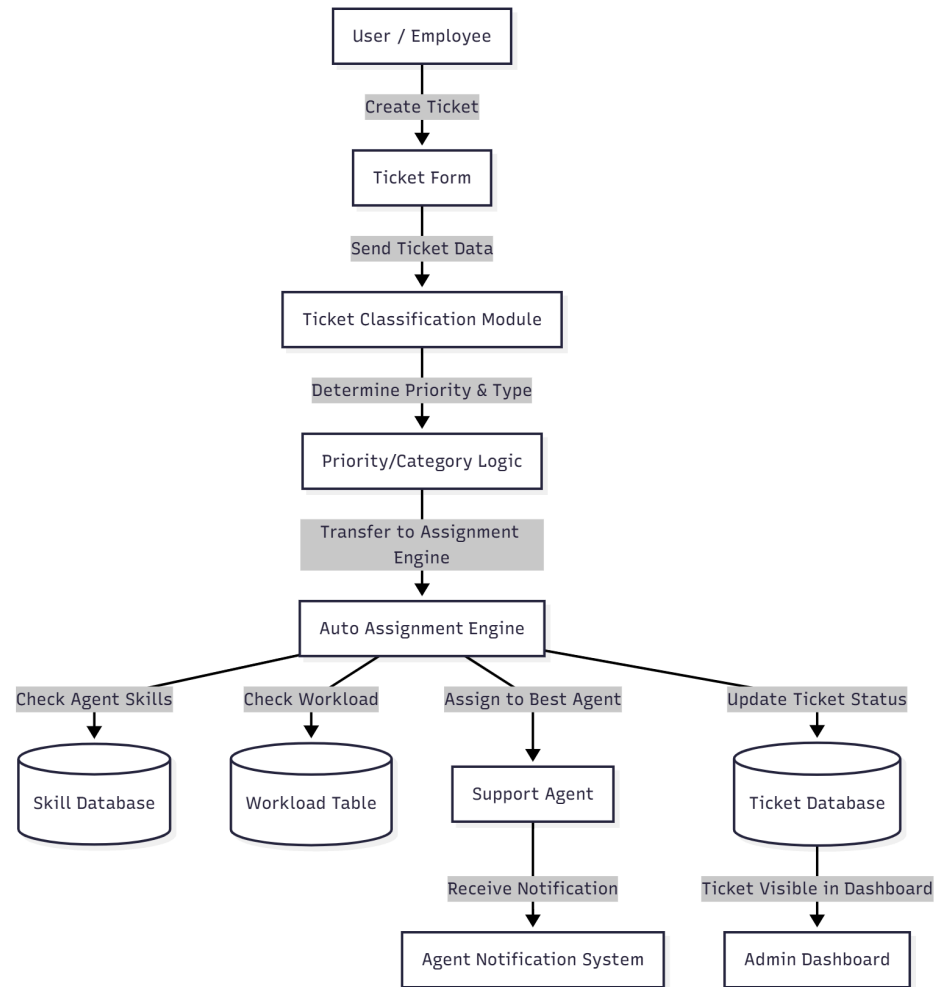 User / Employee
Create Ticket
Ticket Form
Send Ticket Data
Ticket Classification Module
Determine Priority & Type
Priority/Category Logic
Transfer to Assignment
Engine
Auto Assignment Engine
Check Agent Skills
Check Workload
Assign to Best Agent
Update Ticket Status
Skill Database
Workload Table
Support Agent
Ticket Database
Receive Notification
Ticket Visible in Dashboard
Agent Notification System
Admin Dashboard